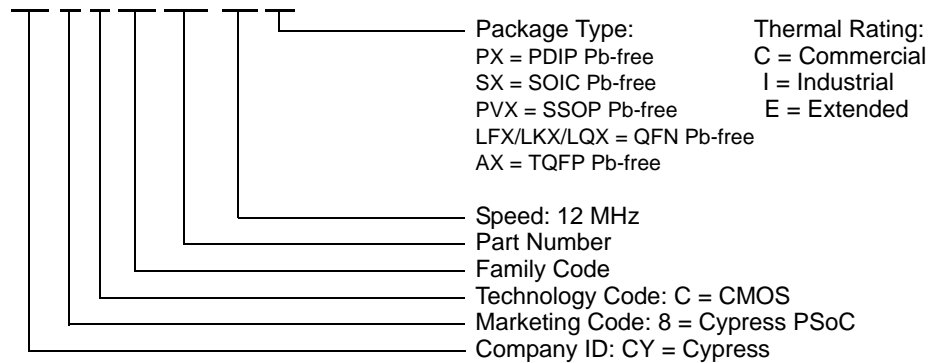 Package Type: Thermal Rating:
PX = PDIP Pb-free C = Commercial
SX = SOIC Pb-free I = Industrial
PVX = SSOP Pb-free E = Extended
LFX/LKX/LQX = QFN Pb-free
AX = TQFP Pb-free
Speed: 12 MHz
Part Number
Family Code
Technology Code: C = CMOS
Marketing Code: 8 = Cypress PSoC
Company ID: CY = Cypress